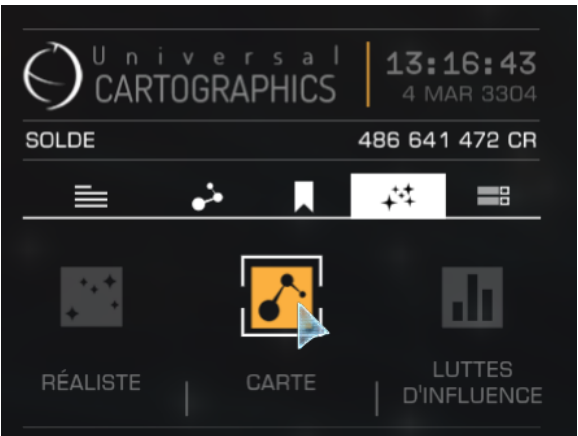 Universal
CARTOGRAPHICS
13:16:43
4 MAR 3304
SOLDE
486 641 472 CR
RÉALISTE
CARTE
LUTTES
D'INFLUENCE